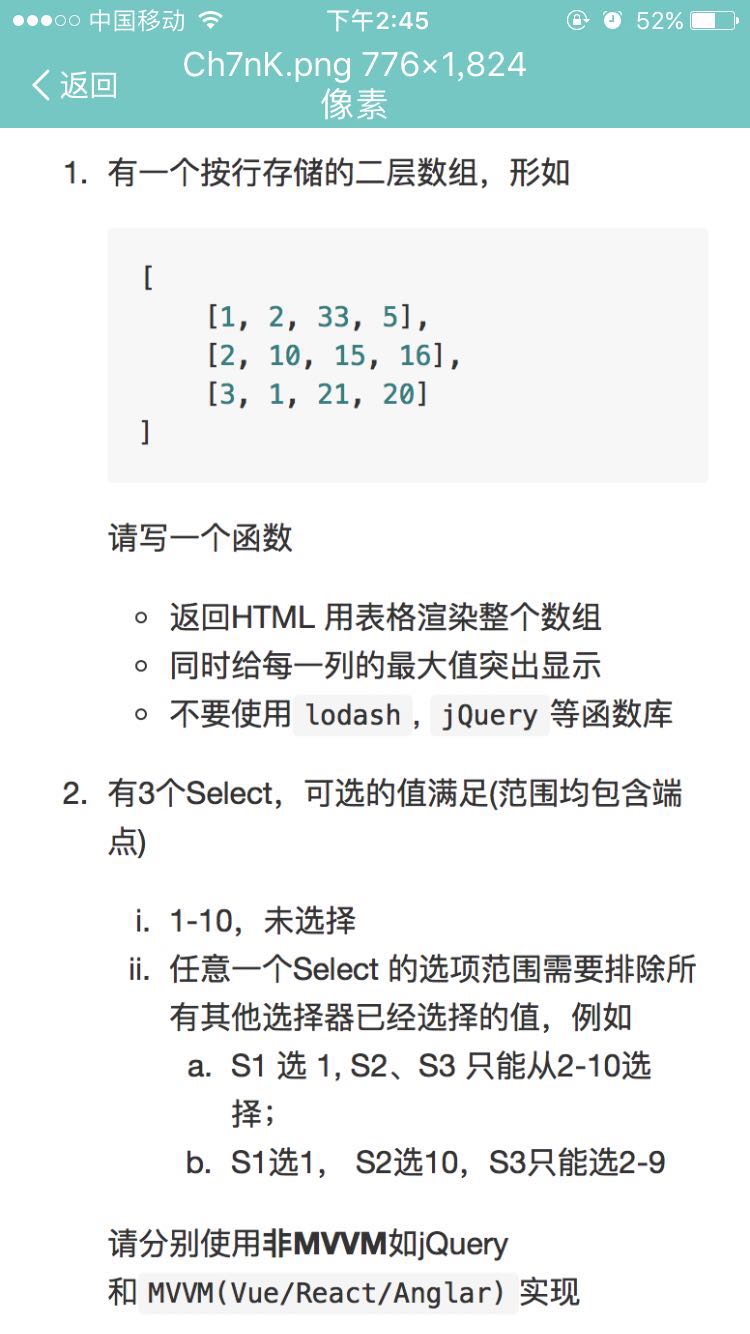 中国移动 下午2:45 52%
返回 Ch7nK.png 776×1,824
像素
1. 有一个按行存储的二层数组，形如
[
[1, 2, 33, 5],
[2, 10, 15, 16],
[3, 1, 21, 20]
]
请写一个函数
返回HTML 用表格渲染整个数组
同时给每一列的最大值突出显示
不要使用 lodash , jQuery 等函数库
2. 有3个Select，可选的值满足(范围均包含端
点)
i. 1-10，未选择
ii. 任意一个Select 的选项范围需要排除所
有其他选择器已经选择的值，例如
a. S1 选 1, S2、S3 只能从2-10选
择；
b. S1选1， S2选10，S3只能选2-9
请分别使用非MVVM如jQuery
和 MVVM(Vue/React/Anglar) 实现